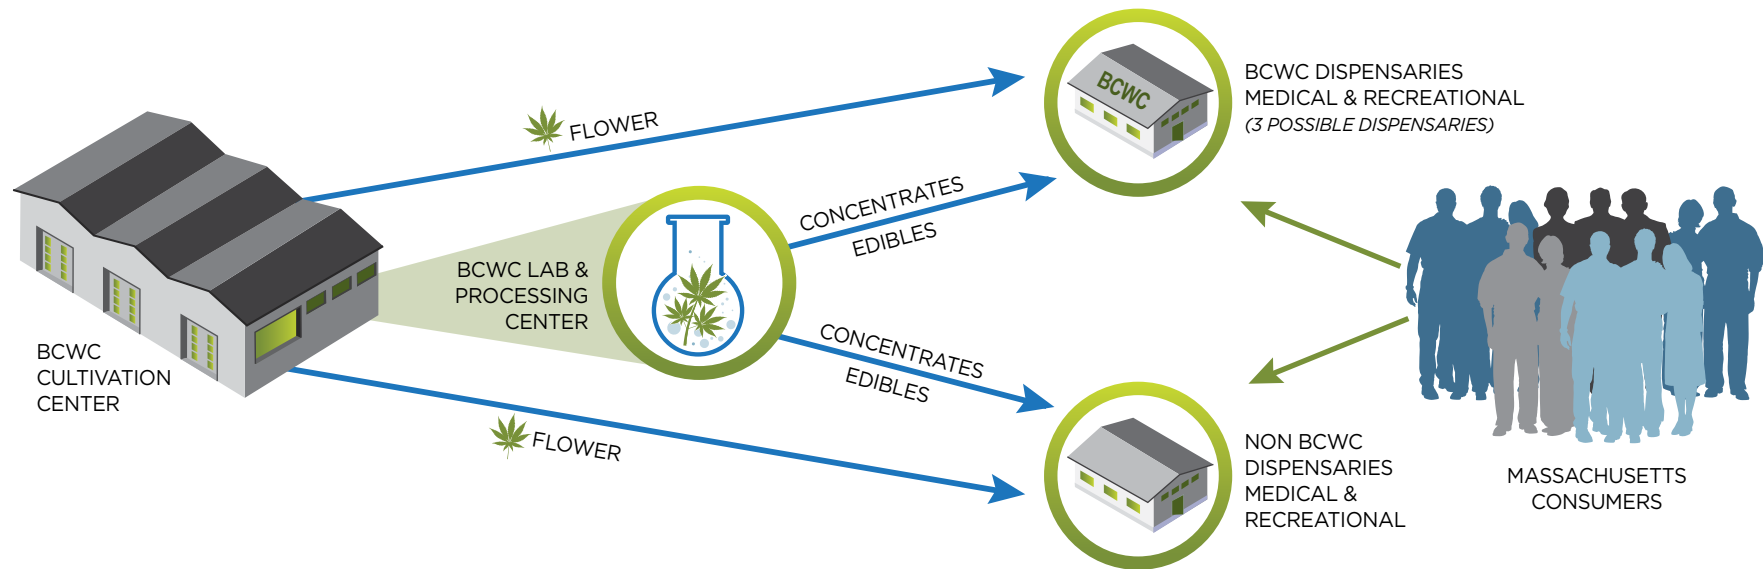 BCWC
CULTIVATION
CENTER
FLOWER
FLOWER
BCWC LAB &
PROCESSING
CENTER
CONCENTRATES
EDIBLES
CONCENTRATES
EDIBLES
BCWC
BCWC DISPENSARIES
MEDICAL & RECREATIONAL
(3 POSSIBLE DISPENSARIES)
NON BCWC
DISPENSARIES
MEDICAL &
RECREATIONAL
MASSACHUSETTS
CONSUMERS